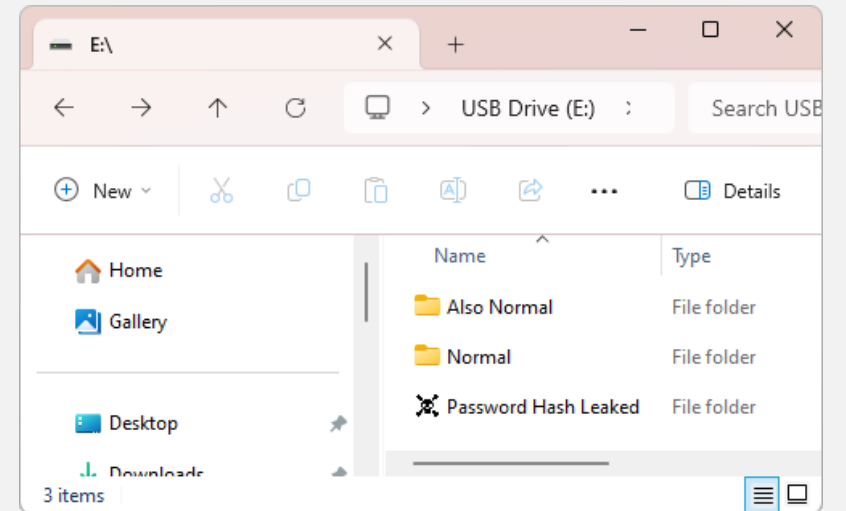 E:\
USB Drive (E:)
Search USB
New
Details
Home
Gallery
Desktop
Downloads
Name
Type
Also Normal
File folder
Normal
File folder
Password Hash Leaked
File folder
3 items